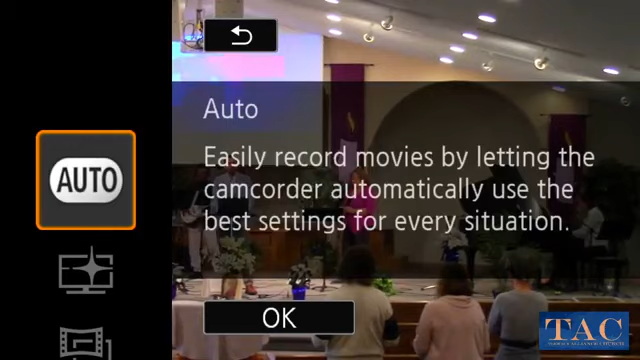 Auto
AUTO
Easily record movies by letting the
camcorder automatically use the
best settings for every situation.
OK
TAC